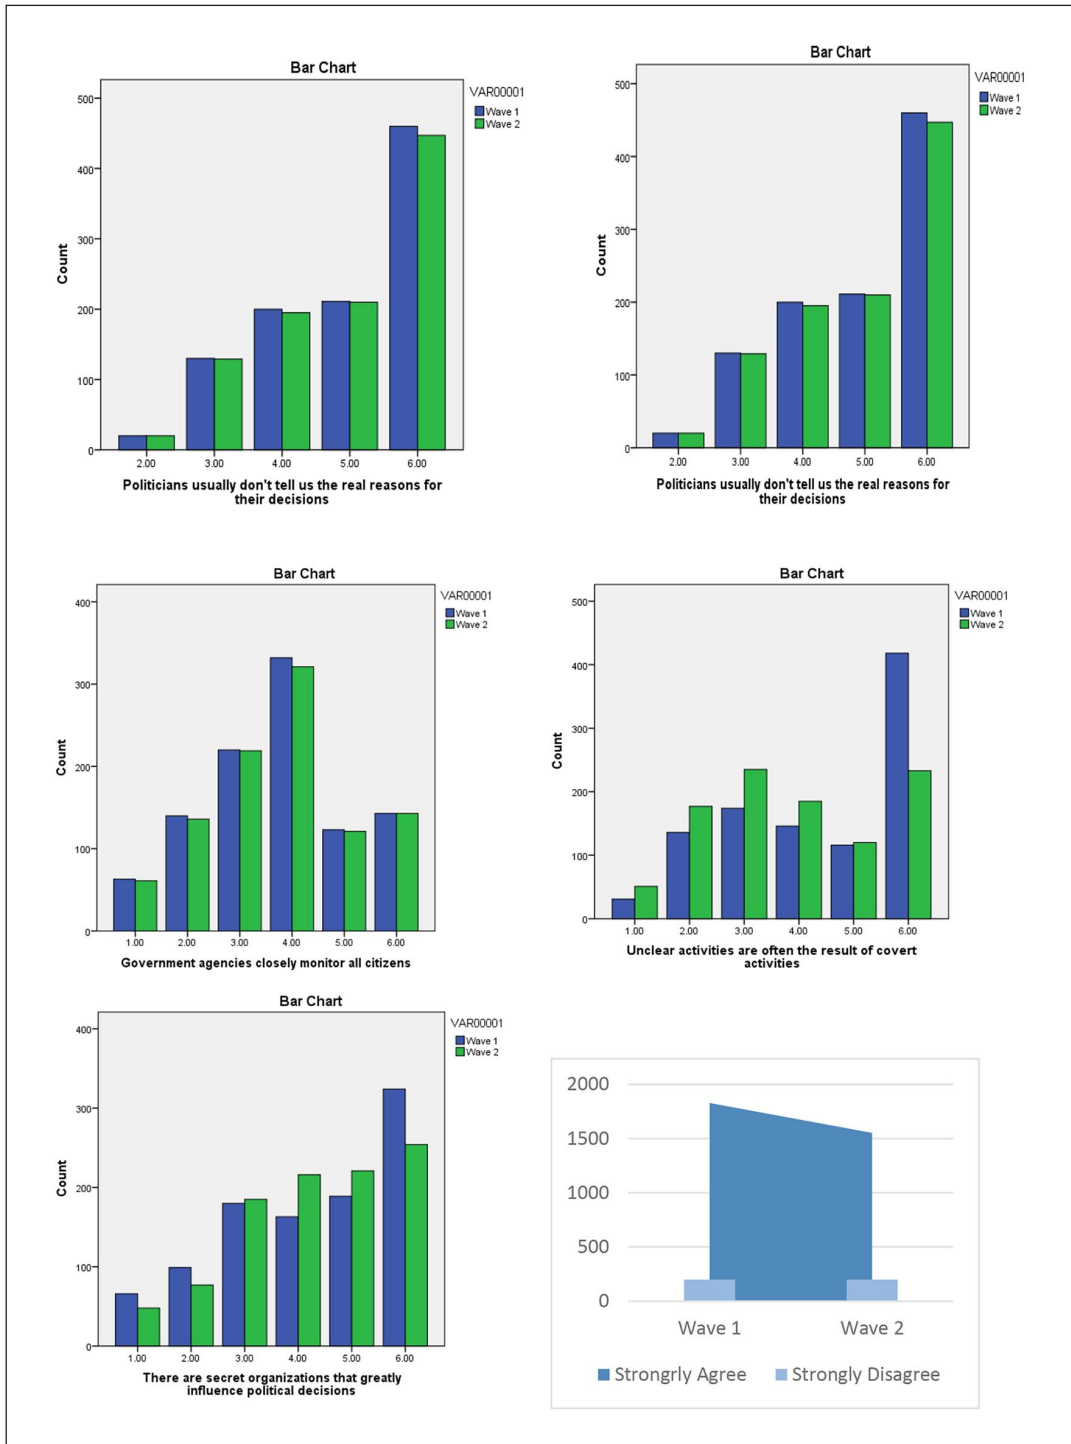 Bar Chart
VAR00001
Wave 1
Wave 2
500
400
300
200
100
0
Count
2.00 3.00 4.00 5.00 6.00
Politicians usually don't tell us the real reasons for
their decisions
Bar Chart
VAR00001
Wave 1
Wave 2
500
400
300
200
100
0
Count
2.00 3.00 4.00 5.00 6.00
Politicians usually don't tell us the real reasons for
their decisions
Bar Chart
VAR00001
Wave 1
Wave 2
400
300
200
100
0
Count
1.00 2.00 3.00 4.00 5.00 6.00
Government agencies closely monitor all citizens
Bar Chart
VAR00001
Wave 1
Wave 2
500
400
300
200
100
0
Count
1.00 2.00 3.00 4.00 5.00 6.00
Unclear activities are often the result of covert
activities
Bar Chart
VAR00001
Wave 1
Wave 2
400
300
200
100
0
Count
1.00 2.00 3.00 4.00 5.00 6.00
There are secret organizations that greatly
influence political decisions
2000
1500
1000
500
0
Wave 1 Wave 2
Strongrly Agree Strongly Disagree